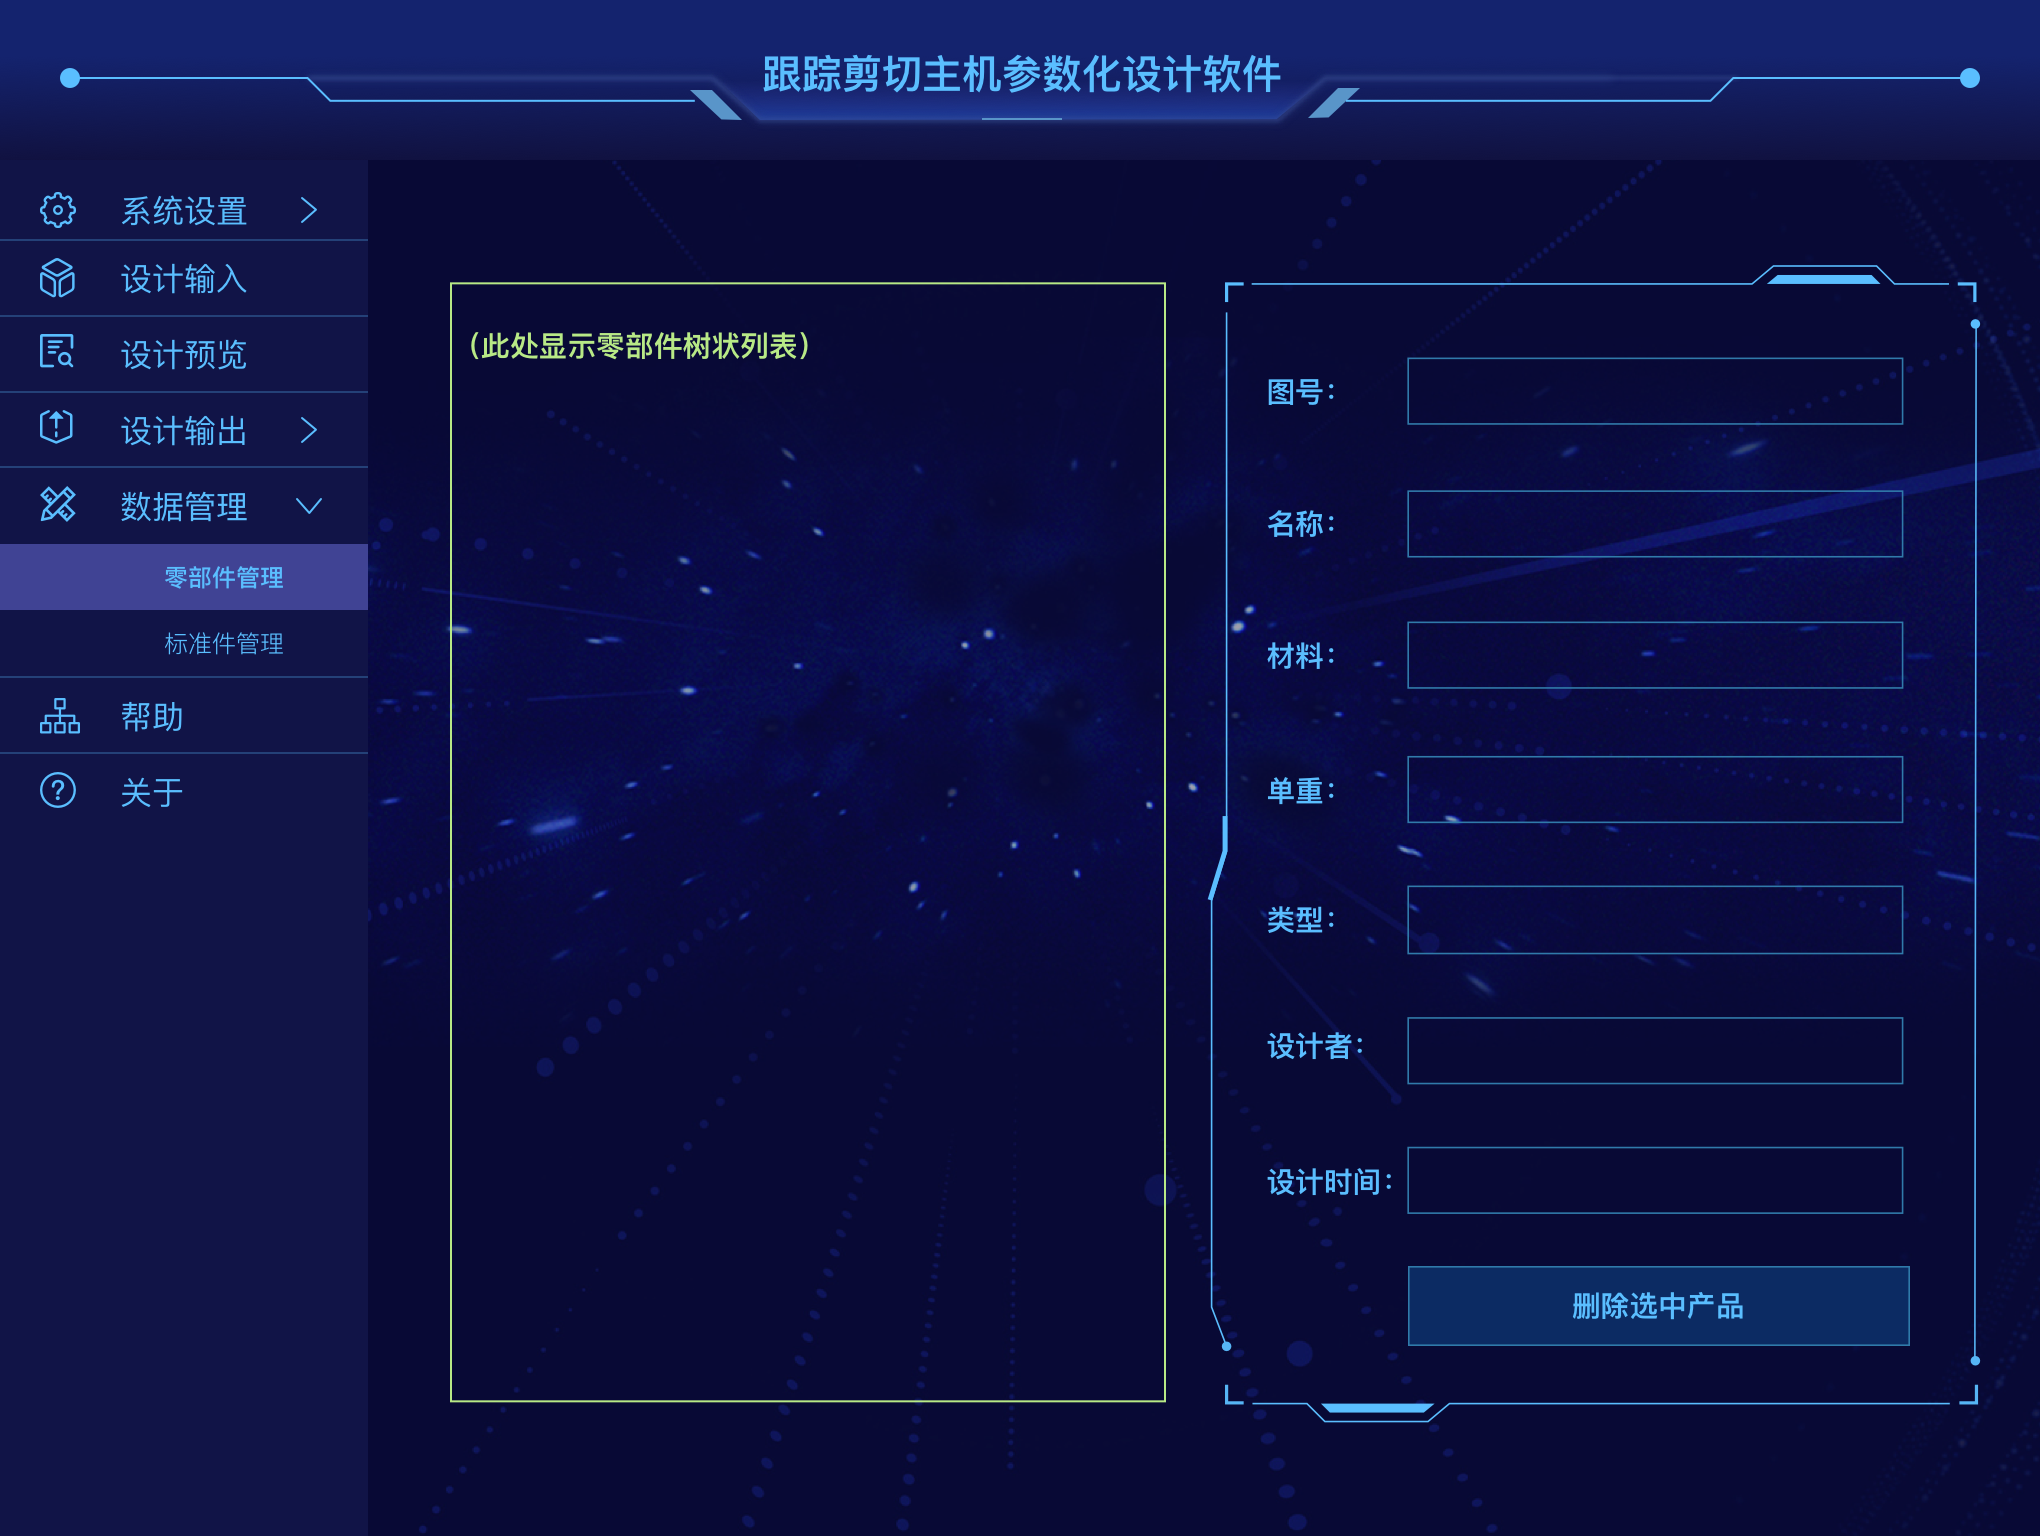 跟踪剪切主机参数化设计软件
系统设置
设计输入
设计预览
设计输出
数据管理
零部件管理
标准件管理
帮助
关于
（此处显示零部件树状列表）
图号：
名称：
材料：
单重：
类型：
设计者：
设计时间：
删除选中产品